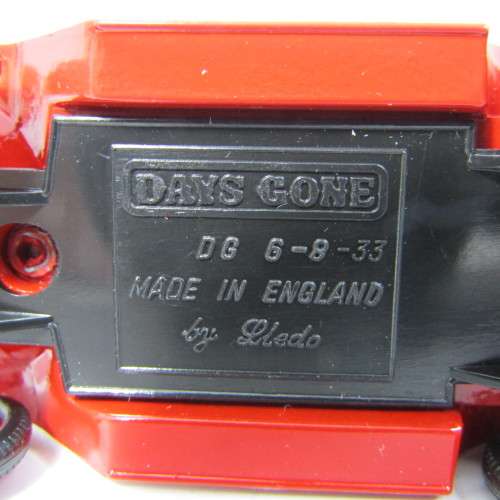 DAYS GONE
DG 6-8-33
MADE IN ENGLAND
by Lledo